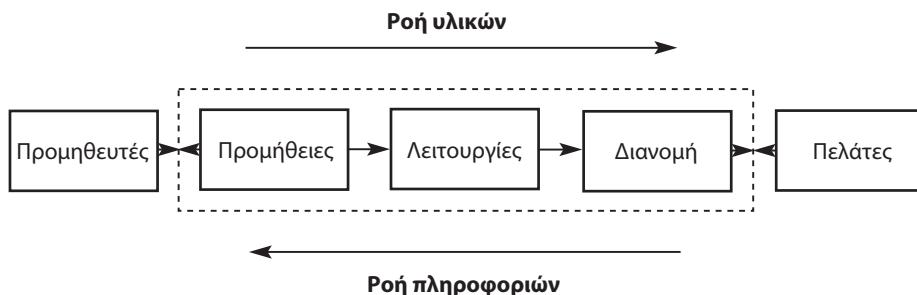 Ροή υλικών
Προμηθευτές
Προμήθειες
Λειτουργίες
Διανομή
Πελάτες
Ροή πληροφοριών